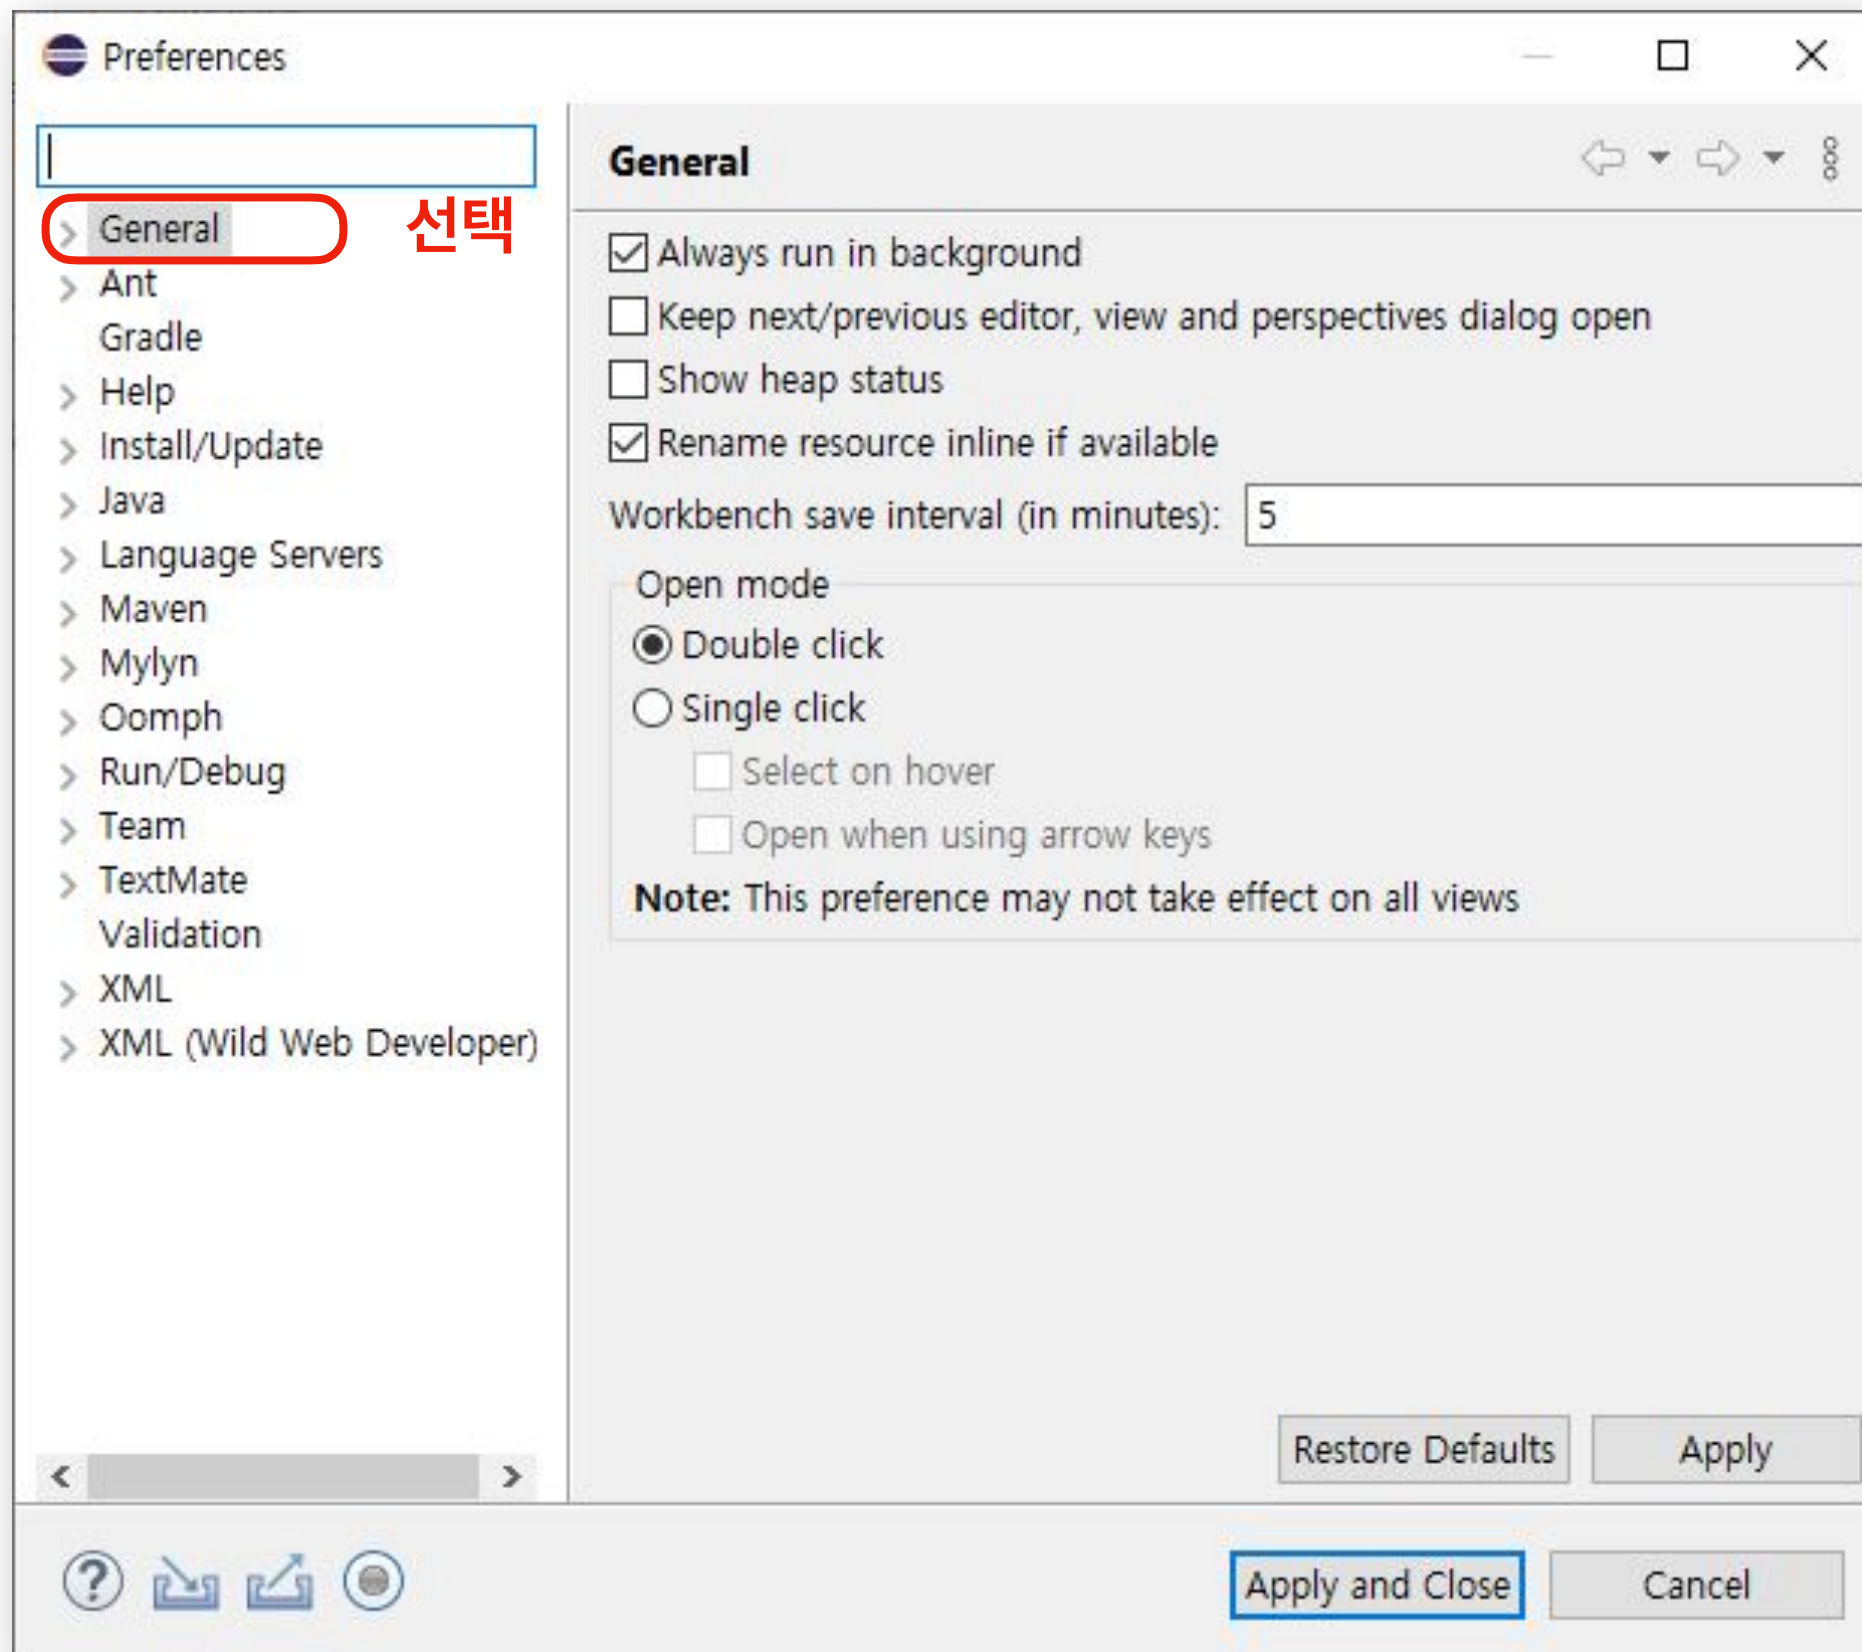 Preferences
General 선택
Ant
Gradle
Help
Install/Update
Java
Language Servers
Maven
Mylyn
Oomph
Run/Debug
Team
TextMate
Validation
XML
XML (Wild Web Developer)
General
Always run in background
Keep next/previous editor, view and perspectives dialog open
Show heap status
Rename resource inline if available
Workbench save interval (in minutes): 5
Open mode
Double click
Single click
Select on hover
Open when using arrow keys
Note: This preference may not take effect on all views
Restore Defaults Apply
Apply and Close Cancel